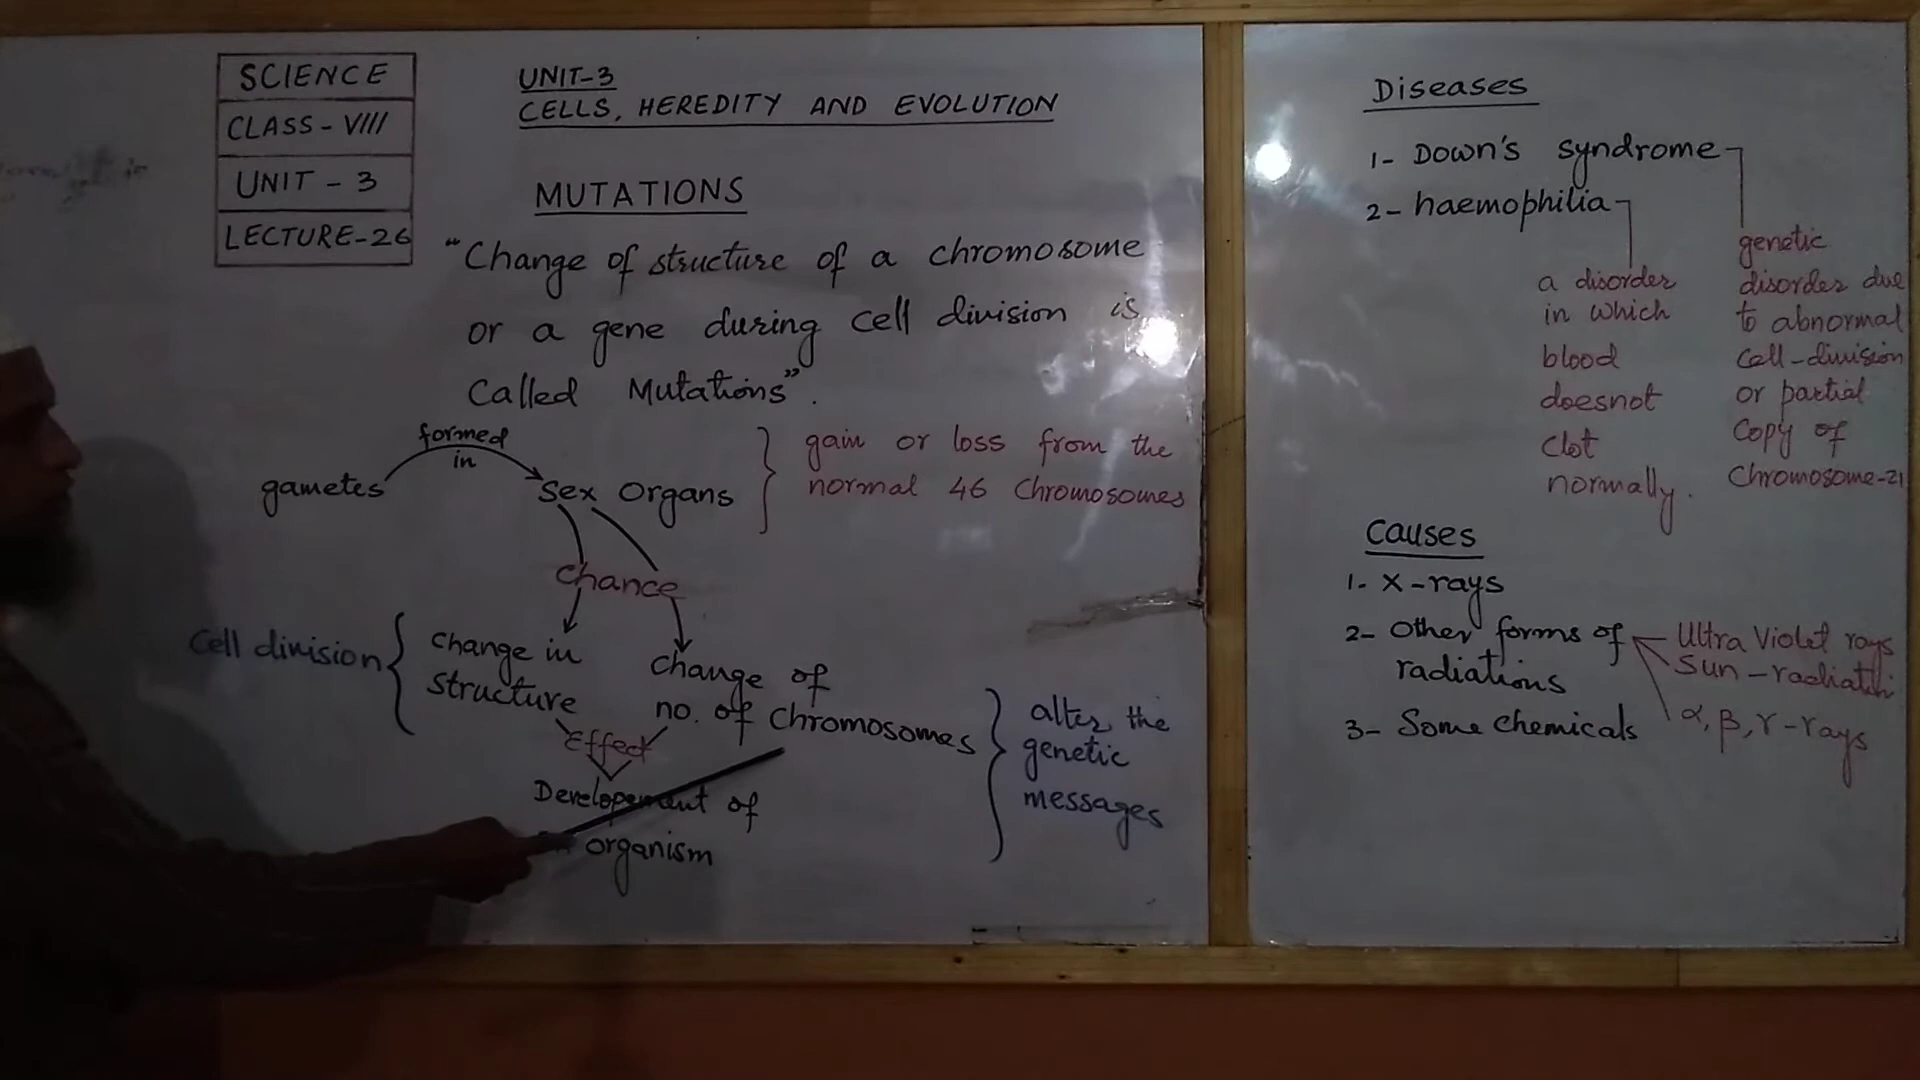 SCIENCE
CLASS - VIII
UNIT - 3
LECTURE-26
UNIT-3
CELLS, HEREDITY AND EVOLUTION
MUTATIONS
"Change of structure of a chromosome
or a gene during cell division is
Called Mutations".
formed
in
gametes
Sex Organs
gain or loss from the
normal 46 Chromosomes
Chance
Cell division
change in
structure
change of
no. of Chromosomes
Effect
Developement of
organism
alter the
genetic
messages
Diseases
1- Down's syndrome
2- haemophilia
a disorder
in which
blood
doesnot
Clot
normally.
genetic
disorder due
to abnormal
Cell-division
or partial
Copy of
Chromosome-21
Causes
1- X-rays
2- Other forms of
radiations
Ultra Violet rays
Sun-radiatin
α, β, γ-rays
3- Some Chemicals